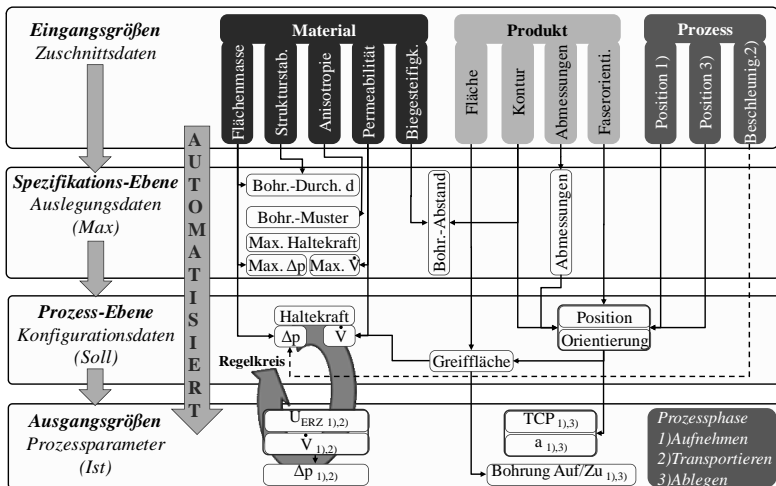 Eingangsgrößen
Zuschnittsdaten
Material
Produkt
Prozess
Flächenmasse
Strukturstab.
Anisotropie
Permeabilität
Biegesteifigk.
Fläche
Kontur
Abmessungen
Faserorienti.
Position 1)
Position 3)
Beschleunig.2)
AUTOMATISIERT
Spezifikations-Ebene
Auslegungsdaten
(Max)
Bohr.-Durch. d
Bohr.-Muster
Max. Haltekraft
Max. Δp
Max. V̇
Bohr.-Abstand
Abmessungen
Prozess-Ebene
Konfigurationsdaten
(Soll)
Haltekraft
Δp
V̇
Regelkreis
Greiffläche
Position
Orientierung
Ausgangsgrößen
Prozessparameter
(Ist)
U ERZ 1),2)
V̇ 1),2)
Δp 1),2)
TCP 1),3)
a 1),3)
Bohrung Auf/Zu 1),3)
Prozessphase
1)Aufnehmen
2)Transportieren
3)Ablegen